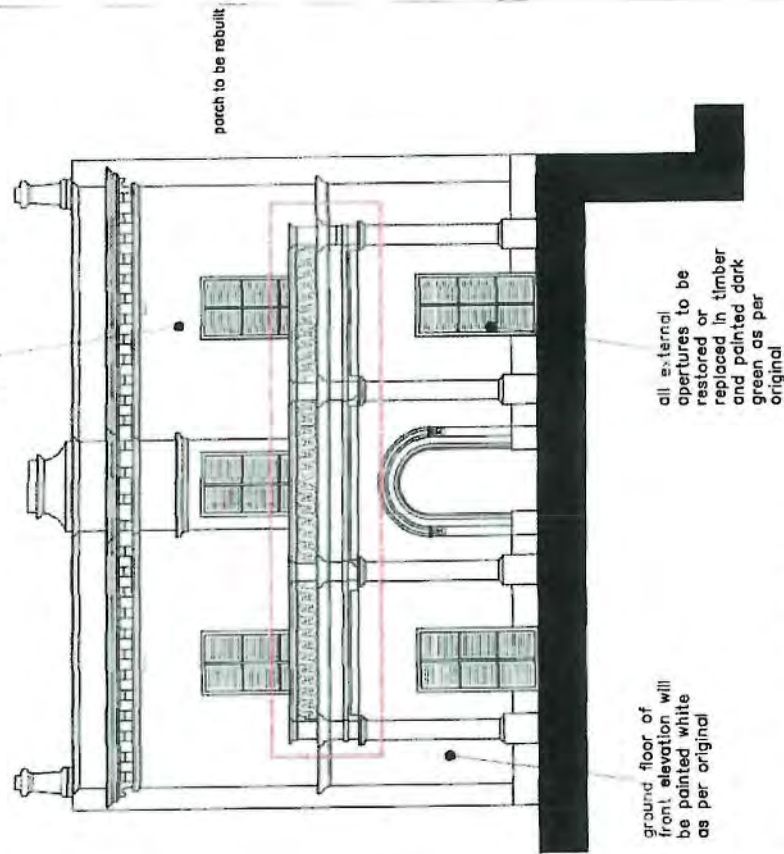 porch to be rebuilt
all external
apertures to be
restored or
replaced in timber
and painted dark
green as per
original
ground floor of
front elevation will
be painted white
as per original